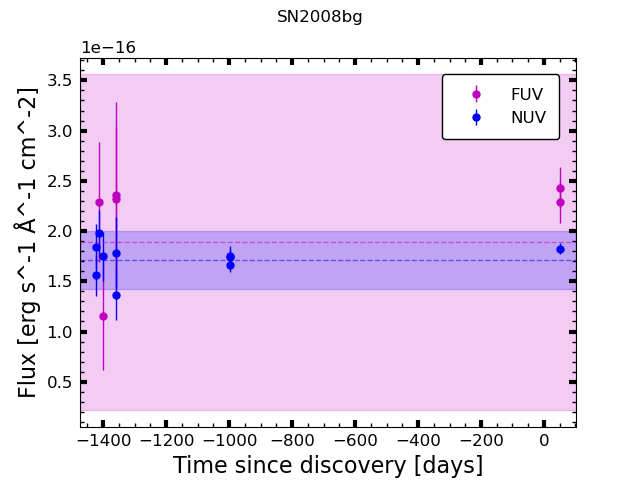 SN2008bg
1e−16
3.5
3.0
2.5
2.0
1.5
1.0
0.5
FUV
NUV
Flux [erg s^-1 Å^-1 cm^-2]
−1400 −1200 −1000 −800 −600 −400 −200 0
Time since discovery [days]